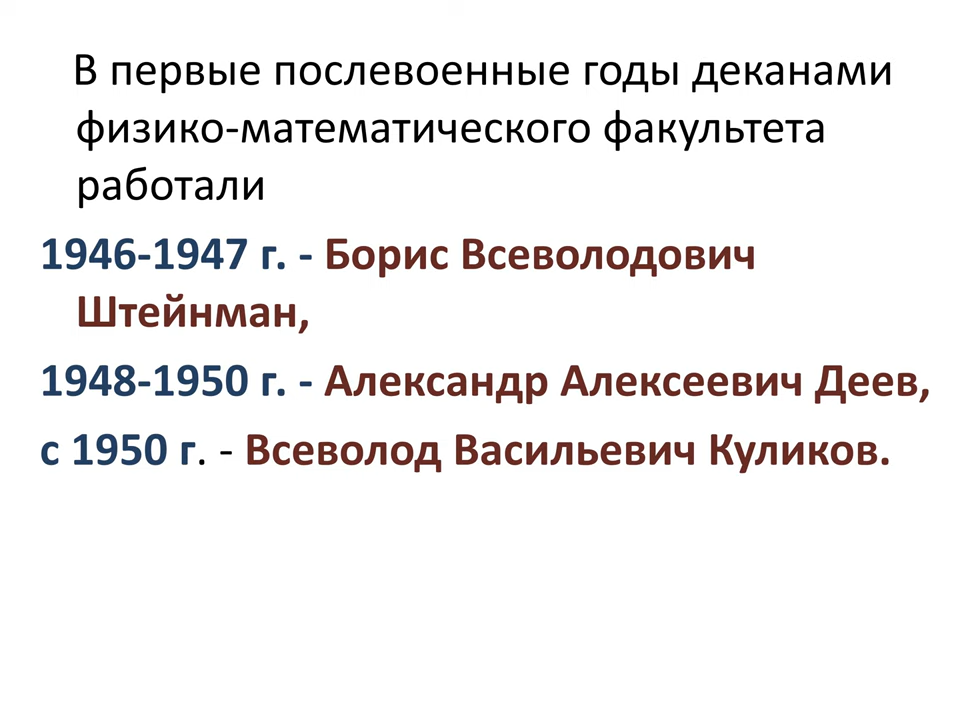 В первые послевоенные годы деканами
физико-математического факультета
работали
1946-1947 г. - Борис Всеволодович
Штейнман,
1948-1950 г. - Александр Алексеевич Деев,
с 1950 г. - Всеволод Васильевич Куликов.